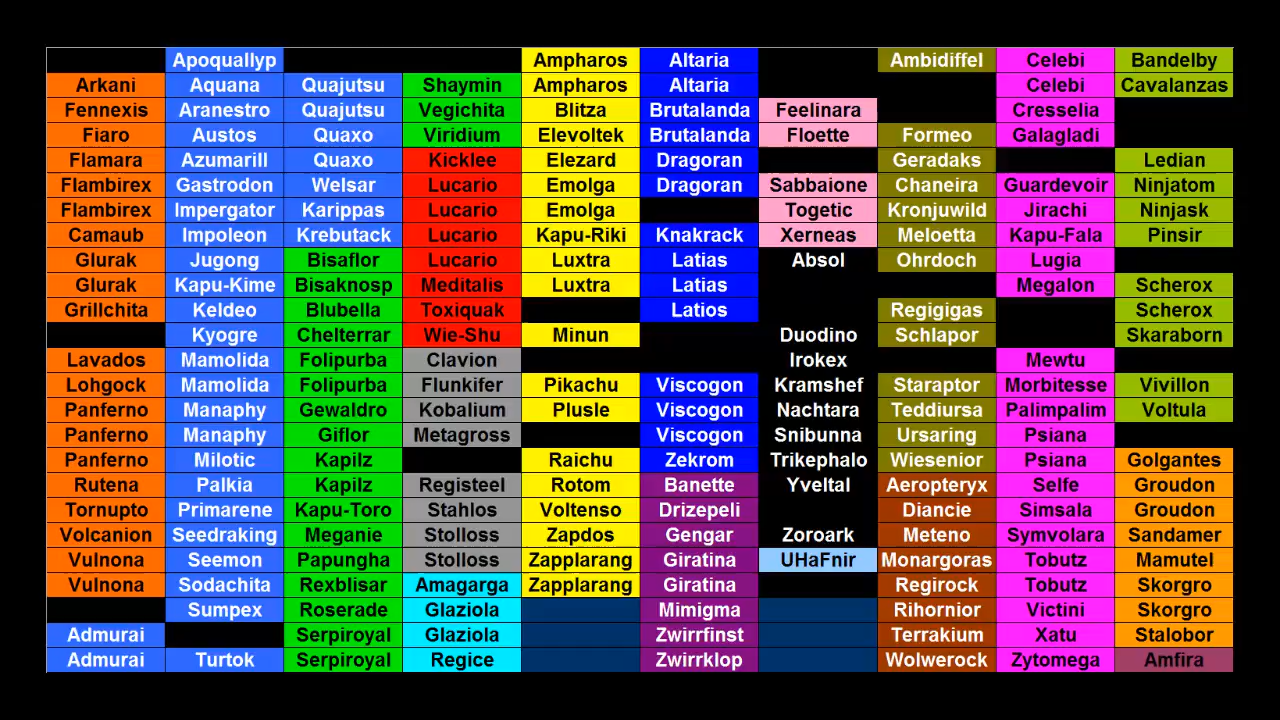 Apoquallyp Ampharos Altaria Ambidiffel Celebi Bandelby
Arkani Aquana Quajutsu Shaymin Ampharos Altaria Celebi Cavalanzas
Fennexis Aranestro Quajutsu Vegichita Blitza Brutalanda Feelinara Cresselia
Fiaro Austos Quaxo Viridium Elevoltek Brutalanda Floette Formeo Galagladi
Flamara Azumarill Quaxo Kicklee Elezard Dragoran Geradaks Ledian
Flambirex Gastrodon Welsar Lucario Emolga Dragoran Sabbaione Chaneira Guardevoir Ninjatom
Flambirex Impergator Karippas Lucario Emolga Togetic Kronjuwild Jirachi Ninjask
Camaub Impoleon Krebutack Lucario Kapu-Riki Knakrack Xerneas Meloetta Kapu-Fala Pinsir
Glurak Jugong Bisaflor Lucario Luxtra Latias Absol Ohrdoch Lugia
Glurak Kapu-Kime Bisaknosp Meditalis Luxtra Latias Megalon Scherox
Grillchita Keldeo Blubella Toxiquak Latios Regigigas Scherox
Kyogre Chelterrar Wie-Shu Minun Duodino Schlapor Skaraborn
Lavados Mamolida Folipurba Clavion Irokex Mewtu
Lohgock Mamolida Folipurba Flunkifer Pikachu Viscogon Kramshef Staraptor Morbitesse Vivillon
Panferno Manaphy Gewaldro Kobalium Plusle Viscogon Nachtara Teddiursa Palimpalim Voltula
Panferno Manaphy Giflor Metagross Viscogon Snibunna Ursaring Psiana
Panferno Milotic Kapilz Raichu Zekrom Trikephalo Wiesenior Psiana Golgantes
Rutena Palkia Kapilz Registeel Rotom Banette Yveltal Aeropteryx Selfe Groudon
Tornupto Primarene Kapu-Toro Stahlos Voltenso Drizepeli Diancie Simsala Groudon
Volcanion Seedraking Meganie Stolloss Zapdos Gengar Zoroark Meteno Symvolara Sandamer
Vulnona Seemon Papungha Stolloss Zapplarang Giratina UHaFnir Monargoras Tobutz Mamutel
Vulnona Sodachita Rexblisar Amagarga Zapplarang Giratina Regirock Tobutz Skorgro
Sumpex Roserade Glaziola Mimigma Rihornior Victini Skorgro
Admurai Serpiroyal Glaziola Zwirrfinst Terrakium Xatu Stalobor
Admurai Turtok Serpiroyal Regice Zwirrklop Wolwerock Zytomega Amfira